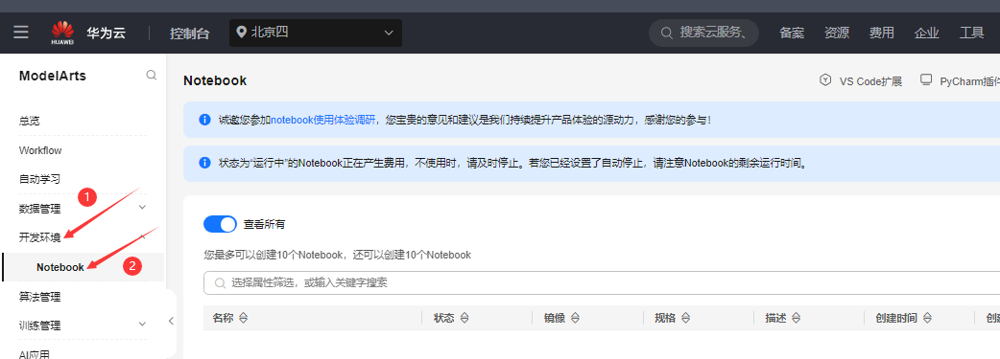 HUAWEI 华为云 控制台 北京四 搜索云服务、 备案 资源 费用 企业 工具
ModelArts
总览
Workflow
自动学习
数据管理
1
开发环境
Notebook
2
算法管理
训练管理
AI应用
Notebook VS Code扩展 PyCharm插件
诚邀您参加notebook使用体验调研，您宝贵的意见和建议是我们持续提升产品体验的源动力，感谢您的参与！
状态为“运行中”的Notebook正在产生费用，不使用时，请及时停止。若您已经设置了自动停止，请注意Notebook的剩余运行时间。
查看所有
您最多可以创建10个Notebook，还可以创建10个Notebook
选择属性筛选，或输入关键字搜索
名称 状态 镜像 规格 描述 创建时间 创建